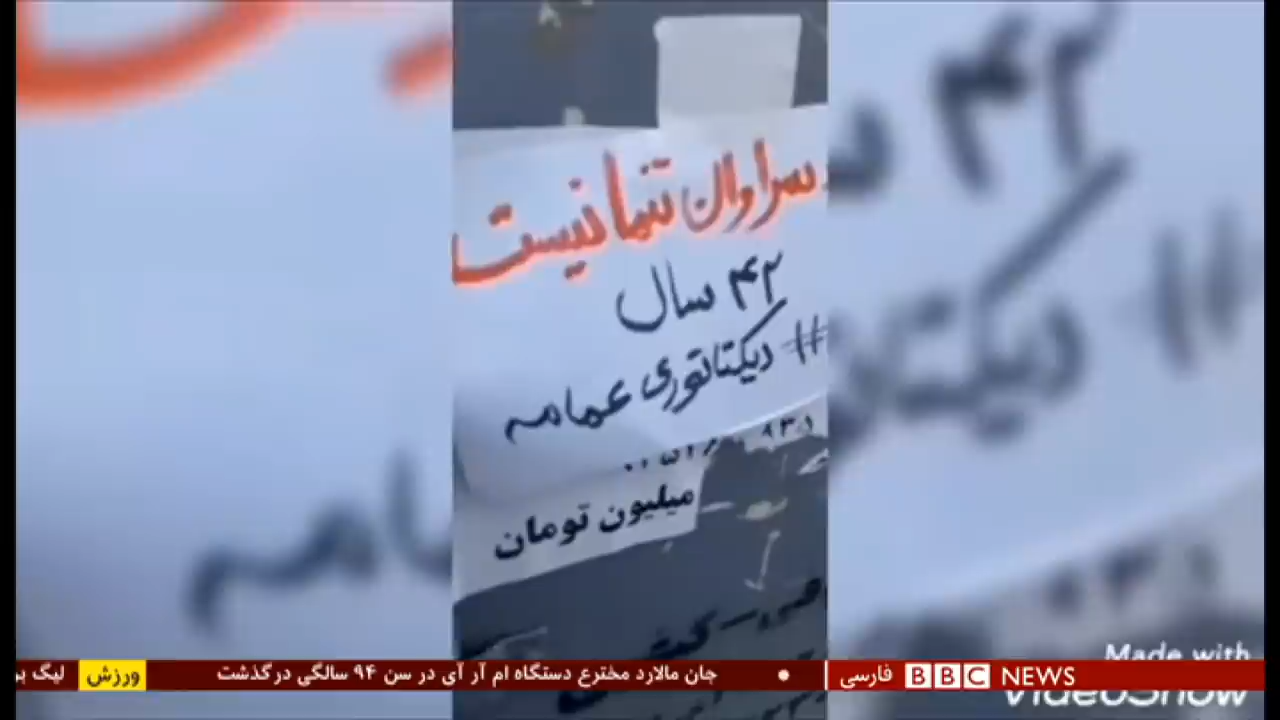 سراوان تنها نیست
۴۲ سال
# دیکتاتوری عمامه
میلیون تومان
Made with
VideoShow
لیگ بر
ورزش
جان مالارد مخترع دستگاه ام آر آی در سن ۹۴ سالگی درگذشت
فارسی
BBC NEWS